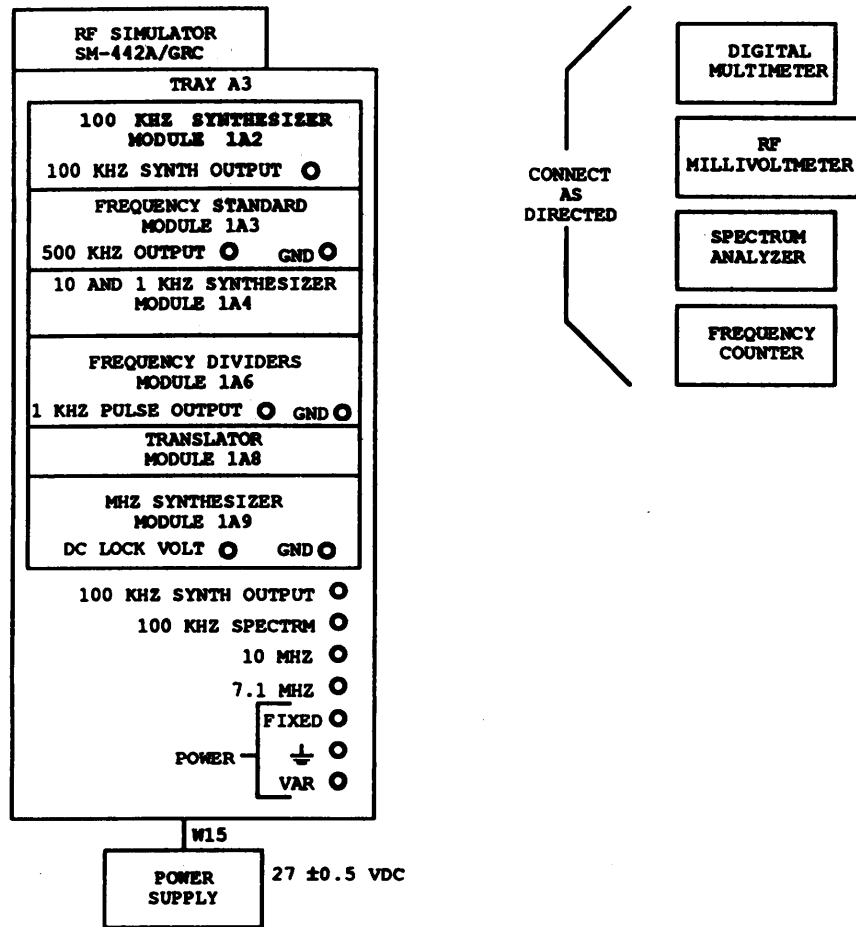 RF SIMULATOR
SM-442A/GRC
TRAY A3
100 KHZ SYNTHESIZER
MODULE 1A2
100 KHZ SYNTH OUTPUT
FREQUENCY STANDARD
MODULE 1A3
500 KHZ OUTPUT GND
10 AND 1 KHZ SYNTHESIZER
MODULE 1A4
FREQUENCY DIVIDERS
MODULE 1A6
1 KHZ PULSE OUTPUT GND
TRANSLATOR
MODULE 1A8
MHZ SYNTHESIZER
MODULE 1A9
DC LOCK VOLT GND
100 KHZ SYNTH OUTPUT
100 KHZ SPECTRM
10 MHZ
7.1 MHZ
FIXED
POWER
VAR
W15
POWER
SUPPLY
27 ±0.5 VDC
CONNECT
AS
DIRECTED
DIGITAL
MULTIMETER
RF
MILLIVOLTMETER
SPECTRUM
ANALYZER
FREQUENCY
COUNTER